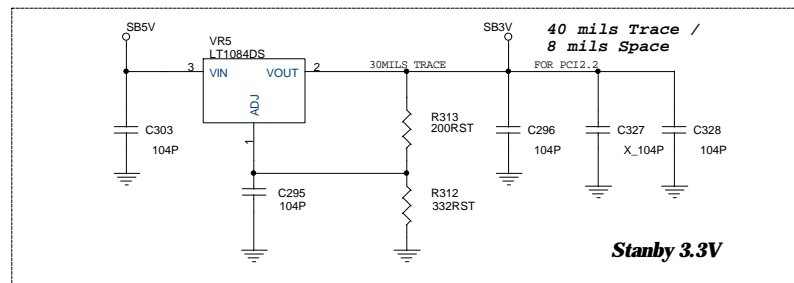 SB5V
VR5
LT1084DS
SB3V
40 mils Trace /
8 mils Space
3
VIN
VOUT
2
30MILS TRACE
FOR PCI2.2
ADJ
1
R313
200RST
C303
104P
C296
104P
C327
X_104P
C328
104P
C295
104P
R312
332RST
Stanby 3.3V